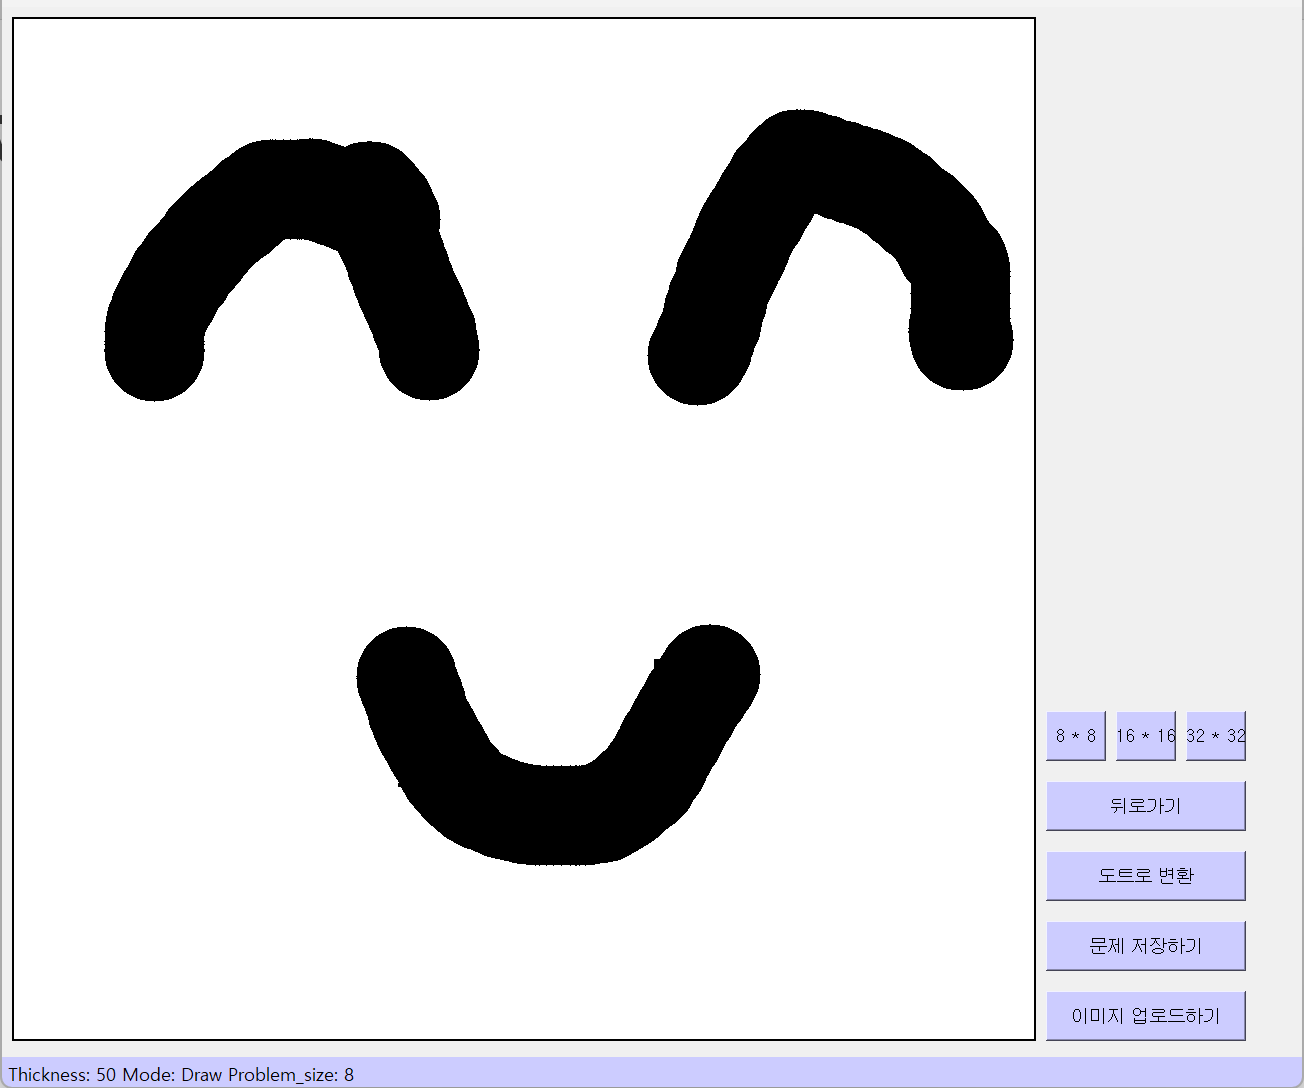 8 * 8 16 * 16 32 * 32
뒤로가기
도트로 변환
문제 저장하기
이미지 업로드하기
Thickness: 50 Mode: Draw Problem_size: 8